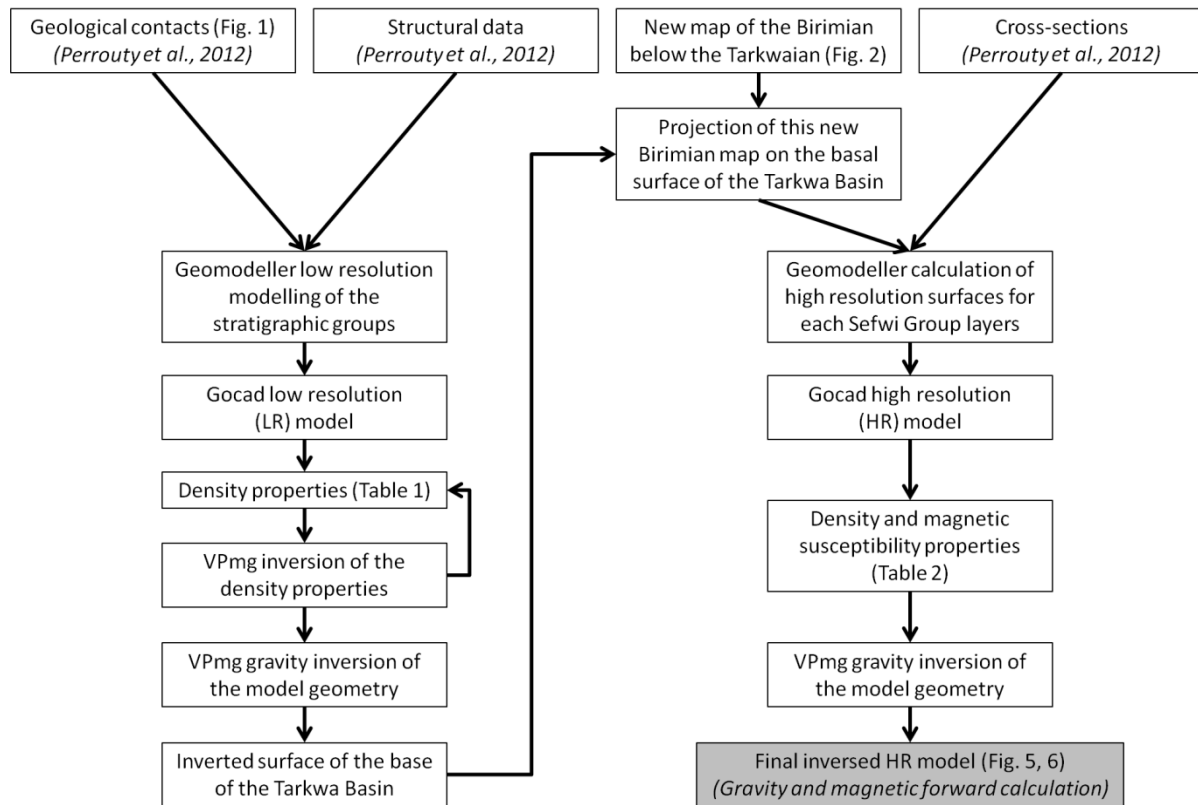 Geological contacts (Fig. 1)
(Perrouty et al., 2012)
Structural data
(Perrouty et al., 2012)
New map of the Birimian
below the Tarkwaian (Fig. 2)
Cross-sections
(Perrouty et al., 2012)
Projection of this new
Birimian map on the basal
surface of the Tarkwa Basin
Geomodeller low resolution
modelling of the
stratigraphic groups
Geomodeller calculation of
high resolution surfaces for
each Sefwi Group layers
Gocad low resolution
(LR) model
Gocad high resolution
(HR) model
Density properties (Table 1)
Density and magnetic
susceptibility properties
(Table 2)
VPmg inversion of the
density properties
VPmg gravity inversion of
the model geometry
VPmg gravity inversion of
the model geometry
Inverted surface of the base
of the Tarkwa Basin
Final inversed HR model (Fig. 5, 6)
(Gravity and magnetic forward calculation)